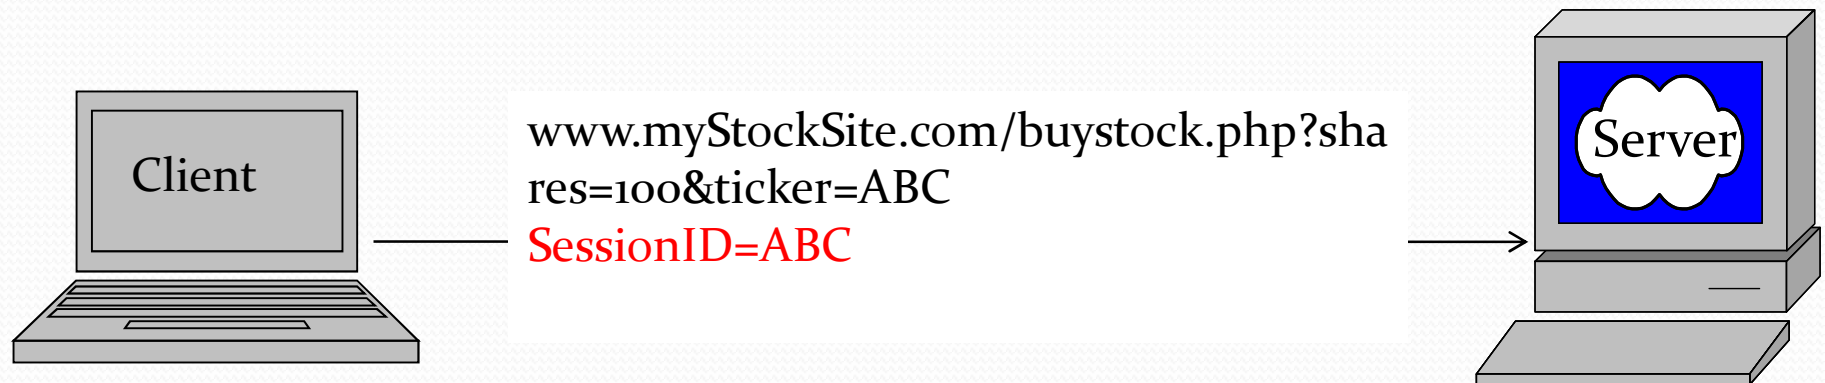 Client
www.myStockSite.com/buystock.php?sha
res=100&ticker=ABC
SessionID=ABC
Server